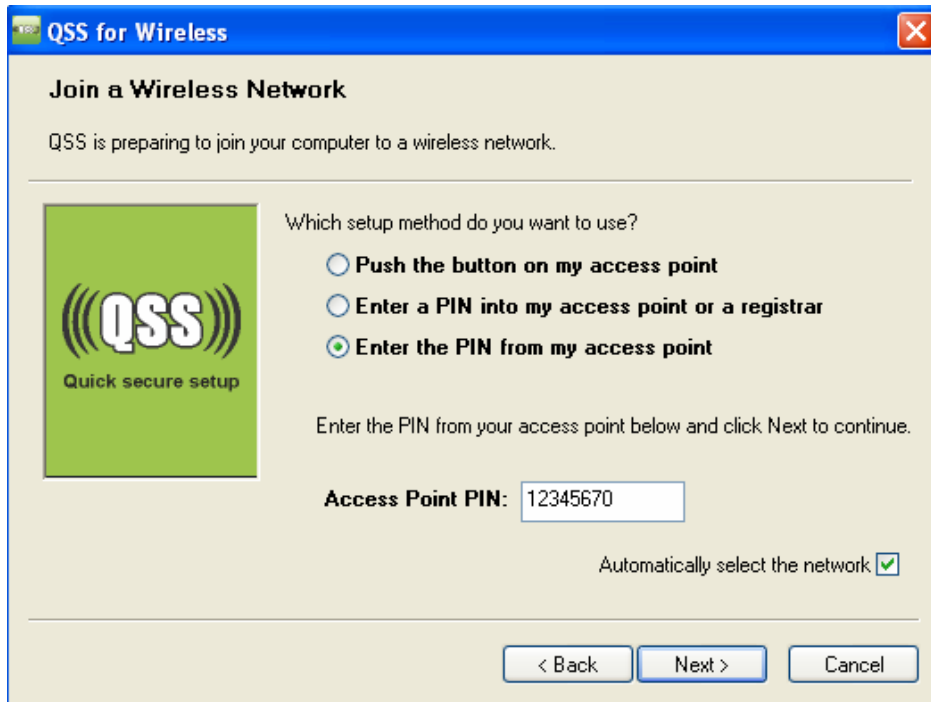 QSS for Wireless
Join a Wireless Network
QSS is preparing to join your computer to a wireless network.
Which setup method do you want to use?
Push the button on my access point
Enter a PIN into my access point or a registrar
Enter the PIN from my access point
(((QSS)))
Quick secure setup
Enter the PIN from your access point below and click Next to continue.
Access Point PIN: 12345670
Automatically select the network
< Back Next > Cancel